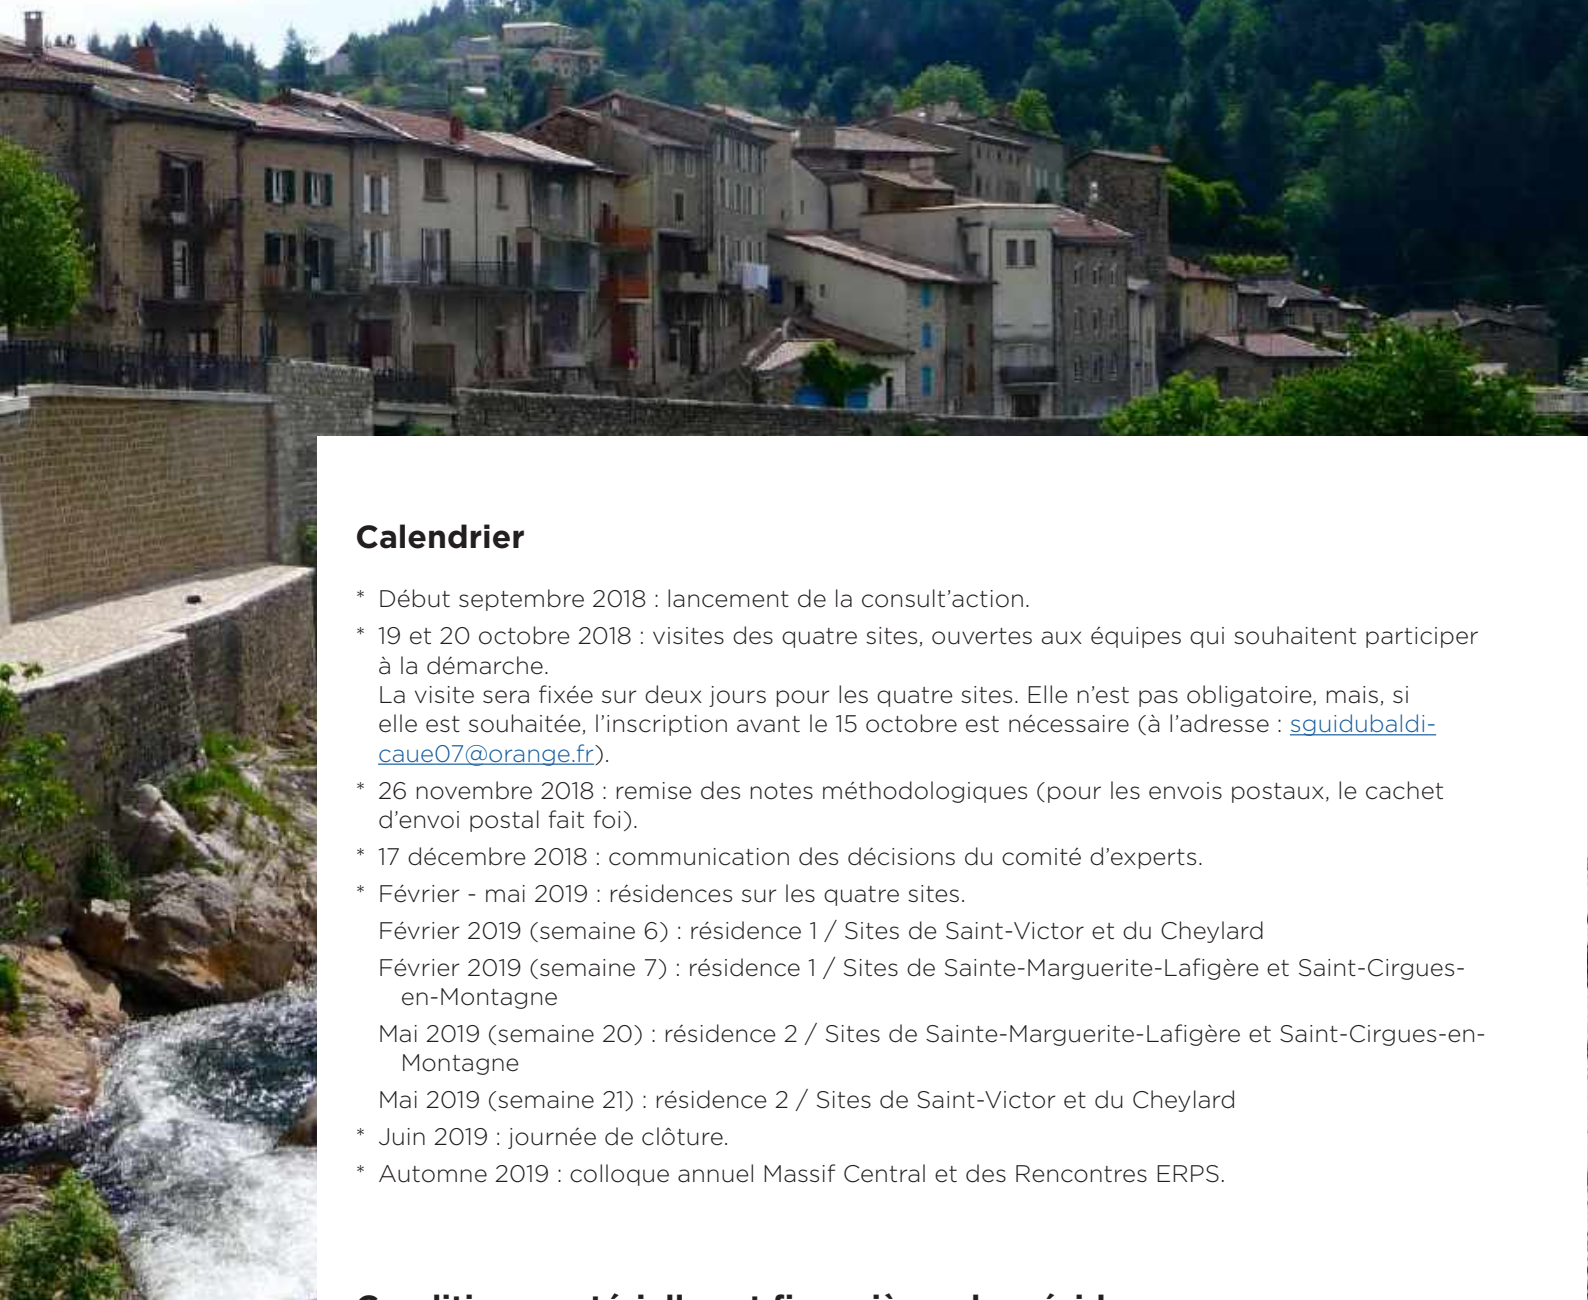 Calendrier
* Début septembre 2018 : lancement de la consult’action.
* 19 et 20 octobre 2018 : visites des quatre sites, ouvertes aux équipes qui souhaitent participer
à la démarche.
La visite sera fixée sur deux jours pour les quatre sites. Elle n’est pas obligatoire, mais, si
elle est souhaitée, l’inscription avant le 15 octobre est nécessaire (à l’adresse : sguidubaldi-
caue07@orange.fr).
* 26 novembre 2018 : remise des notes méthodologiques (pour les envois postaux, le cachet
d’envoi postal fait foi).
* 17 décembre 2018 : communication des décisions du comité d’experts.
* Février - mai 2019 : résidences sur les quatre sites.
Février 2019 (semaine 6) : résidence 1 / Sites de Saint-Victor et du Cheylard
Février 2019 (semaine 7) : résidence 1 / Sites de Sainte-Marguerite-Lafigère et Saint-Cirgues-
en-Montagne
Mai 2019 (semaine 20) : résidence 2 / Sites de Sainte-Marguerite-Lafigère et Saint-Cirgues-en-
Montagne
Mai 2019 (semaine 21) : résidence 2 / Sites de Saint-Victor et du Cheylard
* Juin 2019 : journée de clôture.
* Automne 2019 : colloque annuel Massif Central et des Rencontres ERPS.